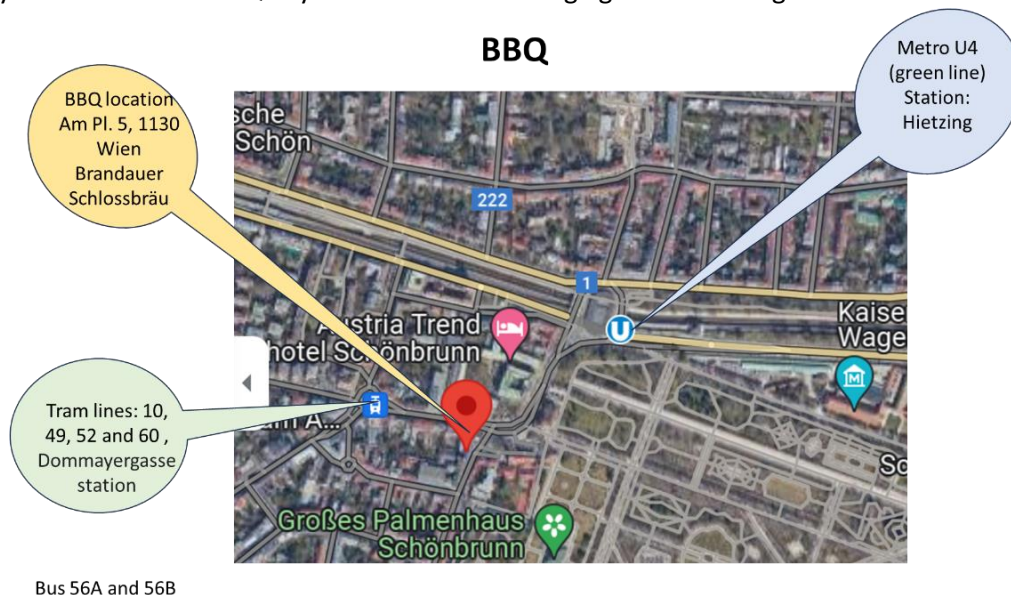 BBQ
BBQ location
Am Pl. 5, 1130
Wien
Brandauer
Schlossbräu
Metro U4
(green line)
Station:
Hietzing
sche
Schön
222
1
U
Kaise
Wage
Austria Trend
hotel Schönbrunn
M
Tram lines: 10,
49, 52 and 60 ,
Dommayergasse
station
A...
Sc
Großes Palmenhaus
Schönbrunn
Bus 56A and 56B